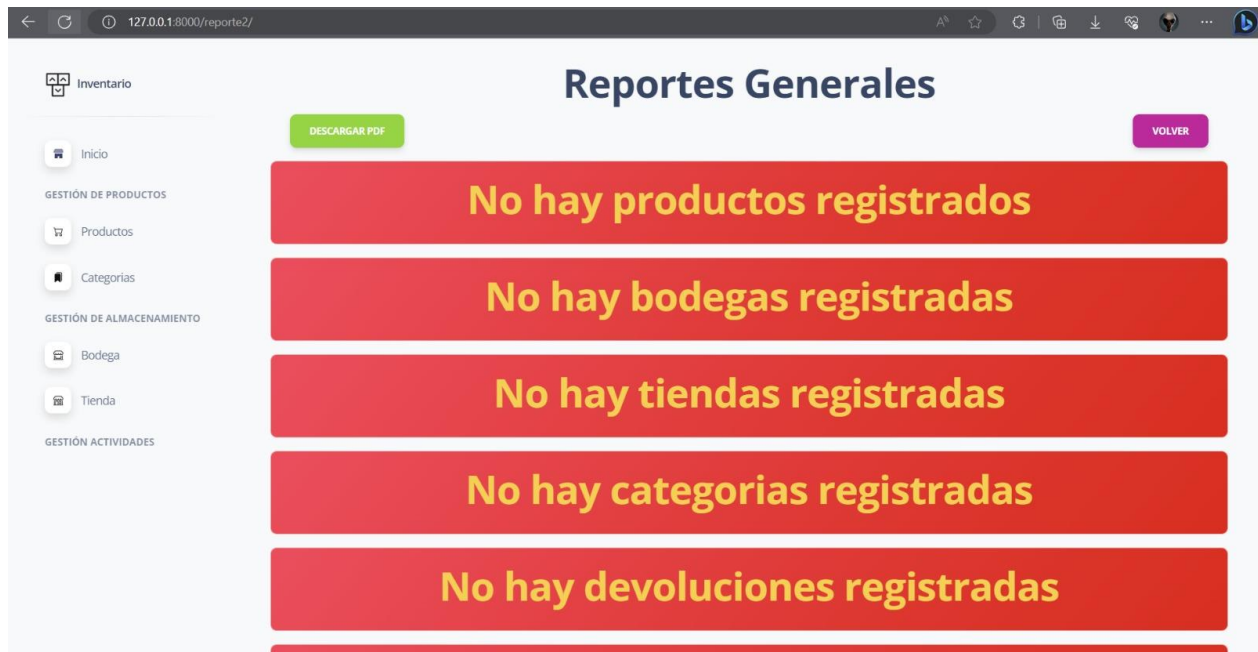 127.0.0.1:8000/reporte2/
Inventario
Reportes Generales
DESCARGAR PDF
VOLVER
Inicio
GESTIÓN DE PRODUCTOS
Productos
Categorias
GESTIÓN DE ALMACENAMIENTO
Bodega
Tienda
GESTIÓN ACTIVIDADES
No hay productos registrados
No hay bodegas registradas
No hay tiendas registradas
No hay categorias registradas
No hay devoluciones registradas